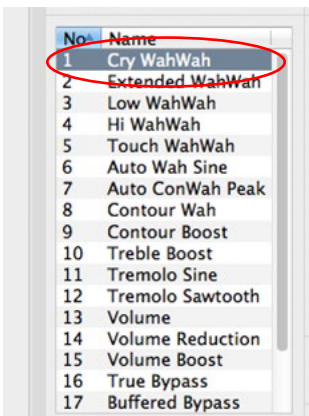 No Name
1 Cry WahWah
2 Extended WahWah
3 Low WahWah
4 Hi WahWah
5 Touch WahWah
6 Auto Wah Sine
7 Auto ConWah Peak
8 Contour Wah
9 Contour Boost
10 Treble Boost
11 Tremolo Sine
12 Tremolo Sawtooth
13 Volume
14 Volume Reduction
15 Volume Boost
16 True Bypass
17 Buffered Bypass